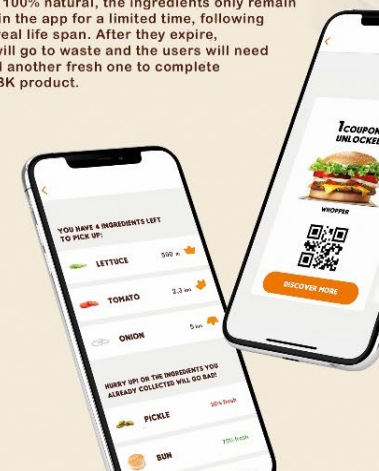 100% natural, the ingredients only remain
in the app for a limited time, following
real life span. After they expire,
will go to waste and the users will need
another fresh one to complete
BK product.
YOU HAVE 4 INGREDIENTS LEFT
TO PICK UP:
LETTUCE 500 m
TOMATO 2,3 km
ONION 5 km
HURRY UP! OR THE INGREDIENTS YOU
ALREADY COLLECTED WILL GO BAD!
PICKLE
BUN 70% fresh
1 COUPON
UNLOCKED
WHOPPER
DISCOVER MORE